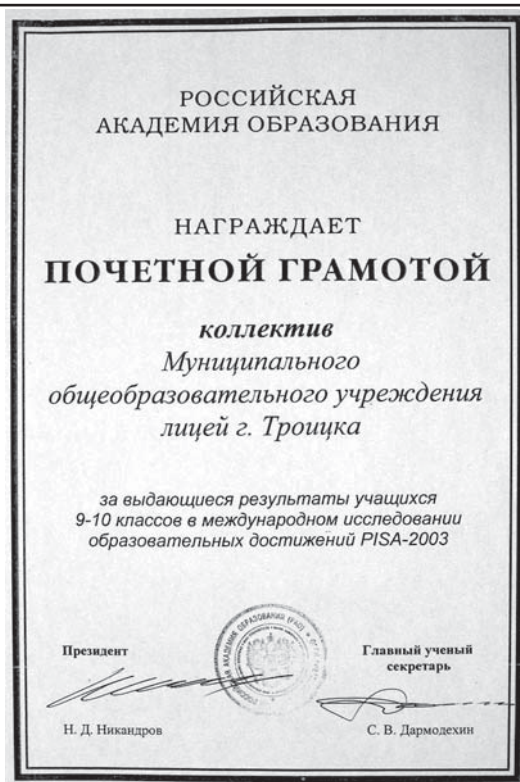 РОССИЙСКАЯ
АКАДЕМИЯ ОБРАЗОВАНИЯ
НАГРАЖДАЕТ
ПОЧЕТНОЙ ГРАМОТОЙ
коллектив
Муниципального
общеобразовательного учреждения
лицей г. Троицка
за выдающиеся результаты учащихся
9-10 классов в международном исследовании
образовательных достижений PISA-2003
Президент
Главный ученый
секретарь
Н. Д. Никандров
С. В. Дармодехин